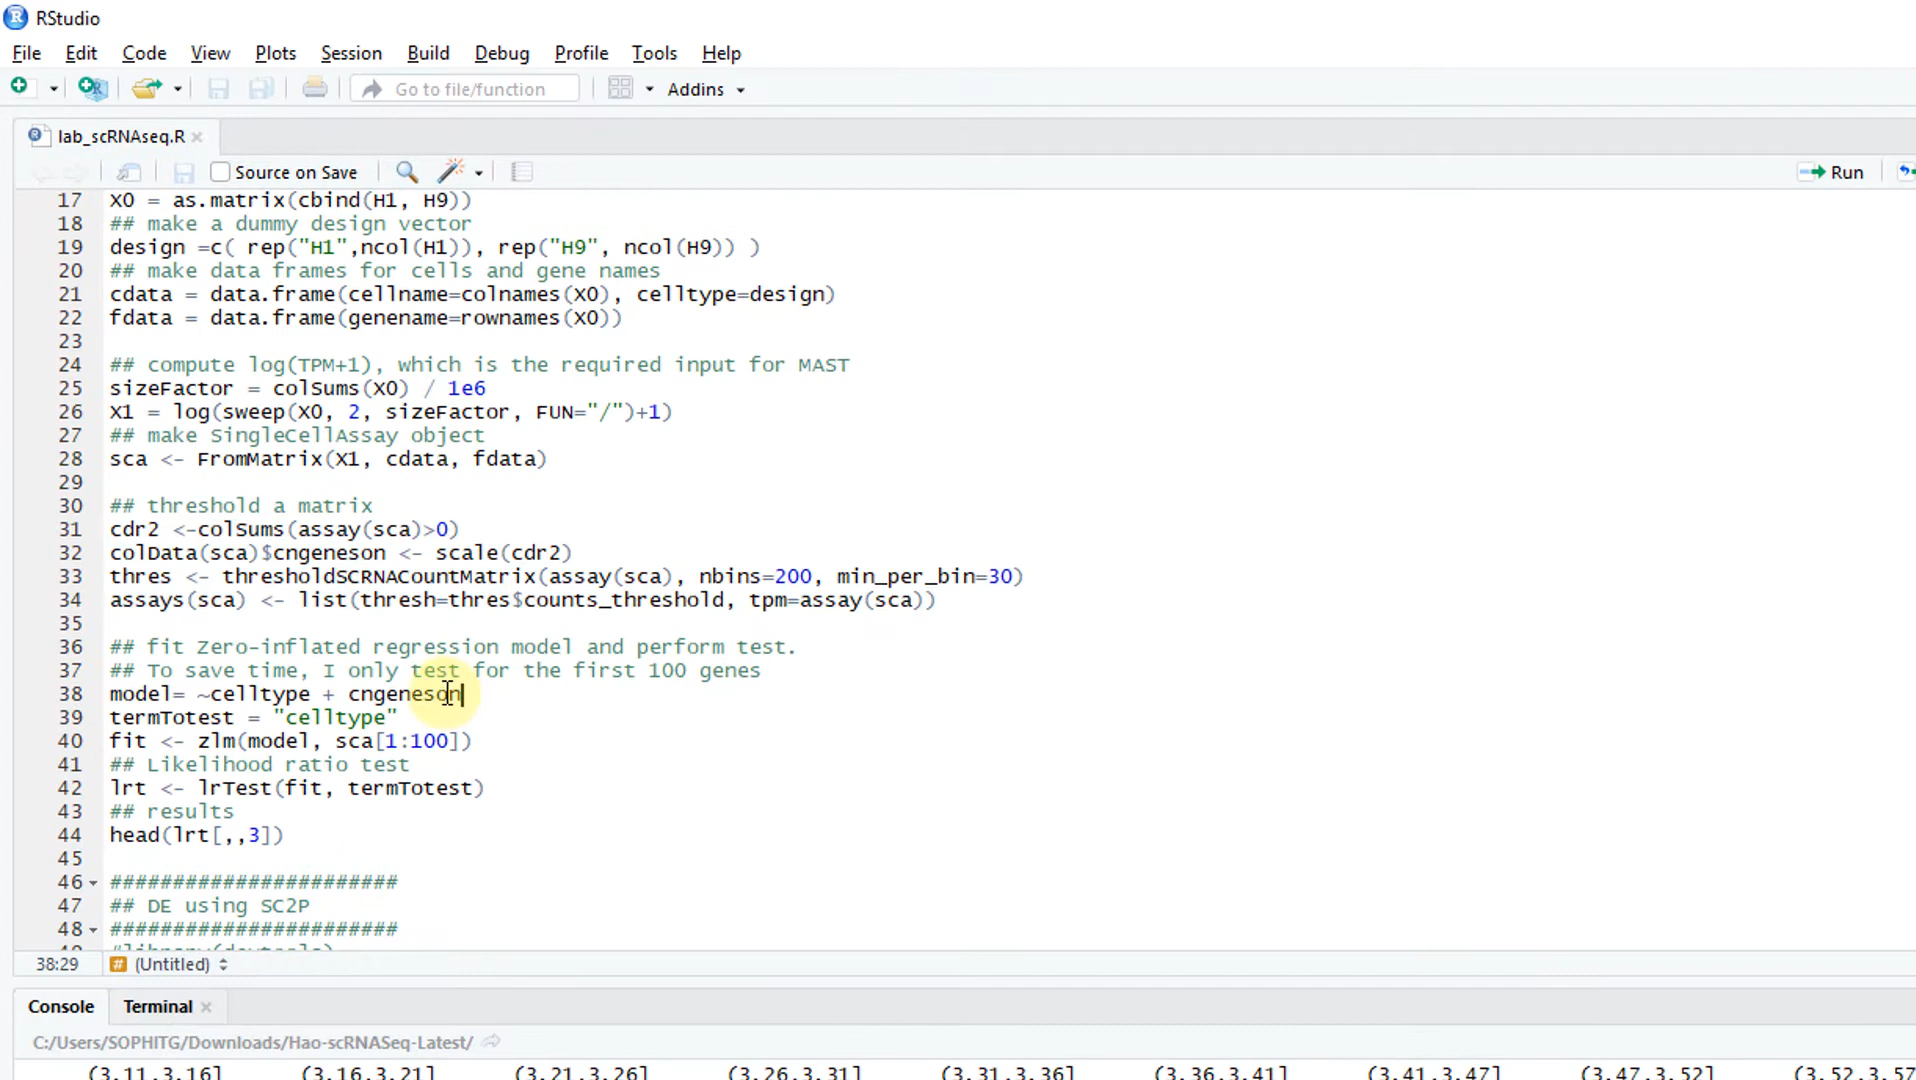 RStudio
File Edit Code View Plots Session Build Debug Profile Tools Help
Go to file/function Addins
lab_scRNAseq.R
Source on Save Run
17 X0 = as.matrix(cbind(H1, H9))
18 ## make a dummy design vector
19 design =c( rep("H1",ncol(H1)), rep("H9", ncol(H9)) )
20 ## make data frames for cells and gene names
21 cdata = data.frame(cellname=colnames(X0), celltype=design)
22 fdata = data.frame(genename=rownames(X0))
23
24 ## compute log(TPM+1), which is the required input for MAST
25 sizeFactor = colSums(X0) / 1e6
26 X1 = log(sweep(X0, 2, sizeFactor, FUN="/")+1)
27 ## make SingleCellAssay object
28 sca <- FromMatrix(X1, cdata, fdata)
29
30 ## threshold a matrix
31 cdr2 <-colSums(assay(sca)>0)
32 colData(sca)$cngeneson <- scale(cdr2)
33 thres <- thresholdSCRNACountMatrix(assay(sca), nbins=200, min_per_bin=30)
34 assays(sca) <- list(thresh=thres$counts_threshold, tpm=assay(sca))
35
36 ## fit Zero-inflated regression model and perform test.
37 ## To save time, I only test for the first 100 genes
38 model= ~celltype + cngeneson
39 termTotest = "celltype"
40 fit <- zlm(model, sca[1:100])
41 ## Likelihood ratio test
42 lrt <- lrTest(fit, termTotest)
43 ## results
44 head(lrt[,,3])
45
46 #######################
47 ## DE using SC2P
48 #######################
49 #library(devtools)
38:29 # (Untitled)
Console Terminal
C:/Users/SOPHITG/Downloads/Hao-scRNASeq-Latest/
(3.11,3.16] (3.16,3.21] (3.21,3.26] (3.26,3.31] (3.31,3.36] (3.36,3.41] (3.41,3.47] (3.47,3.52] (3.52,3.57